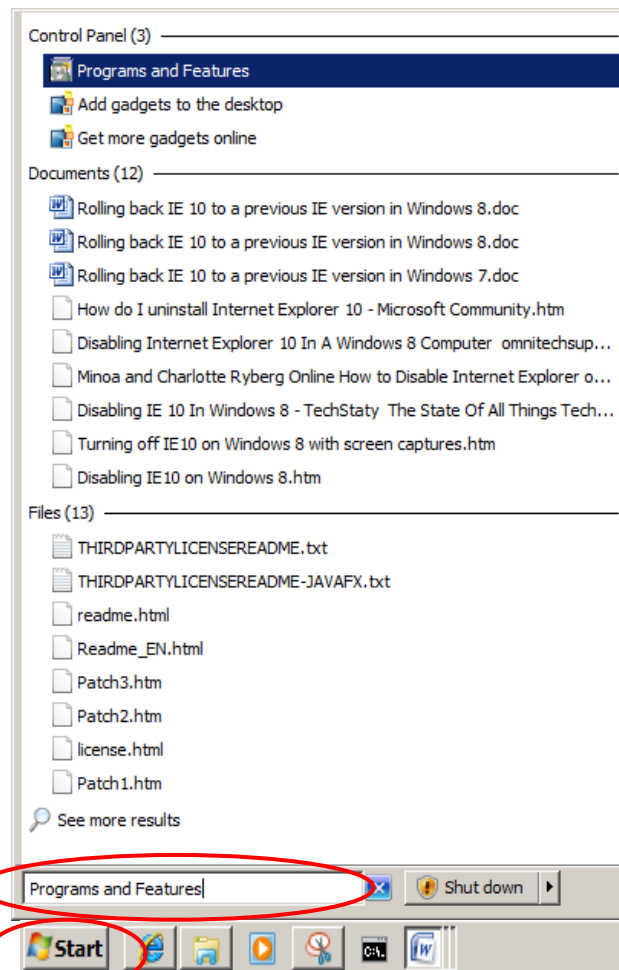 Control Panel (3)
Programs and Features
Add gadgets to the desktop
Get more gadgets online
Documents (12)
Rolling back IE 10 to a previous IE version in Windows 8.doc
Rolling back IE 10 to a previous IE version in Windows 8.doc
Rolling back IE 10 to a previous IE version in Windows 7.doc
How do I uninstall Internet Explorer 10 - Microsoft Community.htm
Disabling Internet Explorer 10 In A Windows 8 Computer omnitechsup...
Minoa and Charlotte Ryberg Online How to Disable Internet Explorer o...
Disabling IE 10 In Windows 8 - TechStaty The State Of All Things Tech...
Turning off IE10 on Windows 8 with screen captures.htm
Disabling IE10 on Windows 8.htm
Files (13)
THIRDPARTYLICENSEREADME.txt
THIRDPARTYLICENSEREADME-JAVAFX.txt
readme.html
Readme_EN.html
Patch3.htm
Patch2.htm
license.html
Patch1.htm
See more results
Programs and Features
Shut down
Start
C:\.
W